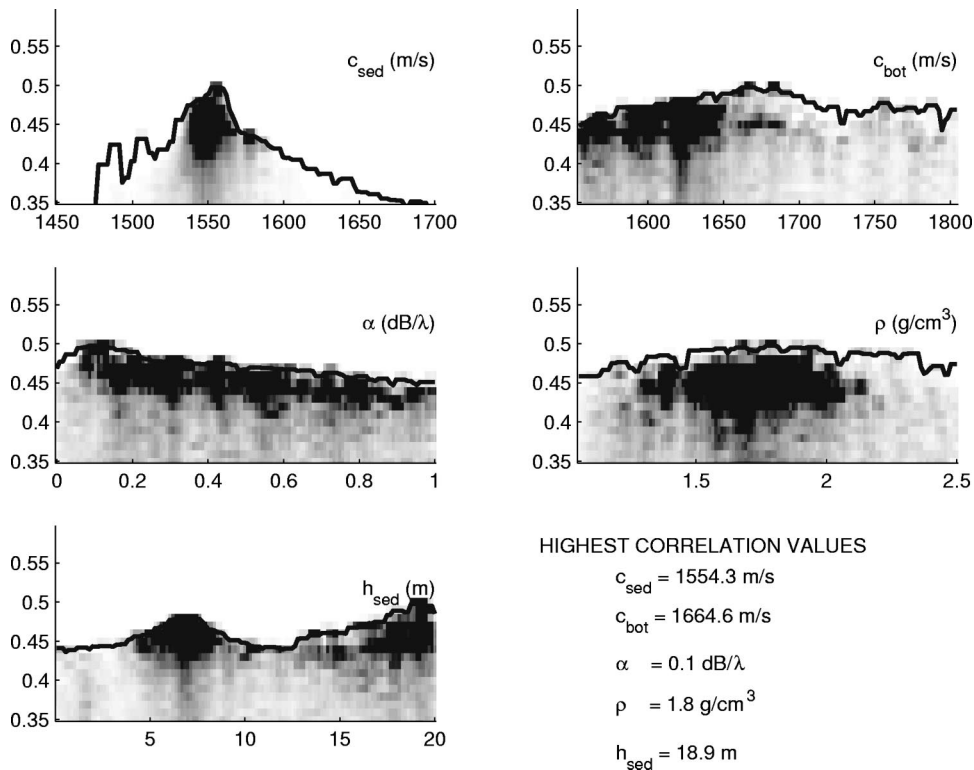 c_sed (m/s)
0.55
0.5
0.45
0.4
0.35
1450 1500 1550 1600 1650 1700
c_bot (m/s)
0.55
0.5
0.45
0.4
0.35
1600 1650 1700 1750 1800
α (dB/λ)
0.55
0.5
0.45
0.4
0.35
0 0.2 0.4 0.6 0.8 1
ρ (g/cm³)
0.55
0.5
0.45
0.4
0.35
1.5 2 2.5
h_sed (m)
0.55
0.5
0.45
0.4
0.35
5 10 15 20
HIGHEST CORRELATION VALUES
c_sed = 1554.3 m/s
c_bot = 1664.6 m/s
α = 0.1 dB/λ
ρ = 1.8 g/cm³
h_sed = 18.9 m